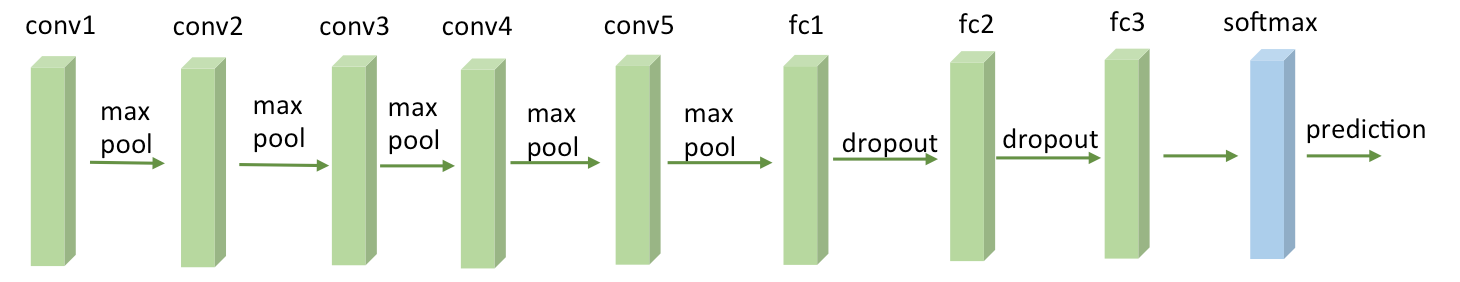 conv1
conv2
conv3
conv4
conv5
fc1
fc2
fc3
softmax
max
pool
max
pool
max
pool
max
pool
max
pool
dropout
dropout
prediction